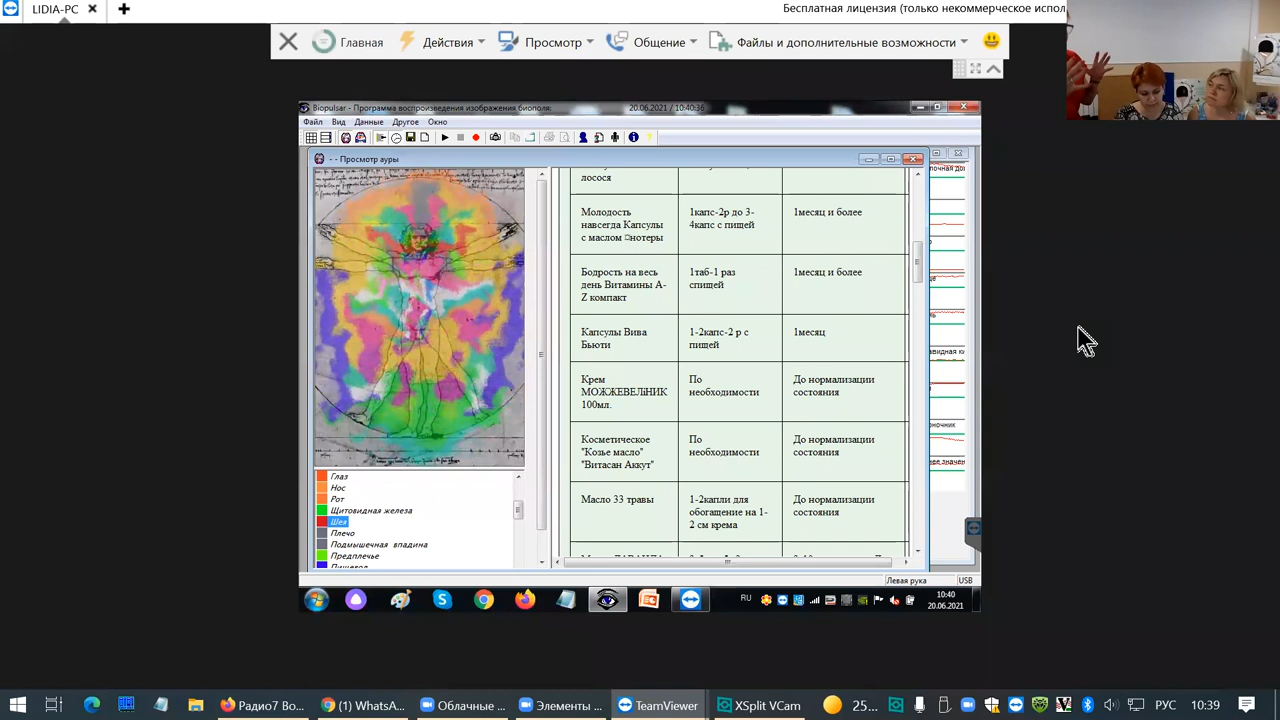 LIDIA-PC
Бесплатная лицензия (только некоммерческое испол
Главная
Действия
Просмотр
Общение
Файлы и дополнительные возможности
Biopulsar - Программа воспроизведения изображения биополя:
20.06.2021 / 10:40:36
Файл Вид Данные Другое Окно
- - Просмотр ауры
лосося
Молодость
навсегда Капсулы
с маслом ¤нотеры
1капс-2р до 3-
4капс с пищей
1месяц и более
Бодрость на весь
день Витамины А-
Z компакт
1таб-1 раз
спищей
1месяц и более
Капсулы Вива
Бьюти
1-2капс-2 р с
пищей
1месяц
Крем
МОЖЖЕВЕЛЬНИК
100мл.
По
необходимости
До нормализации
состояния
Косметическое
"Козье масло"
"Витасан Аккут"
По
необходимости
До нормализации
состояния
Масло 33 травы
1-2капли для
обогащение на 1-
2 см крема
До нормализации
состояния
Глаз
Нос
Рот
Щитовидная железа
Шея
Плечо
Подмышечная впадина
Предплечье
Пищевод
Левая рука
USB
RU
10:40
20.06.2021
Радио7 Во...
(1) WhatsA...
Облачные ...
Элементы ...
TeamViewer
XSplit VCam
25...
РУС
10:39